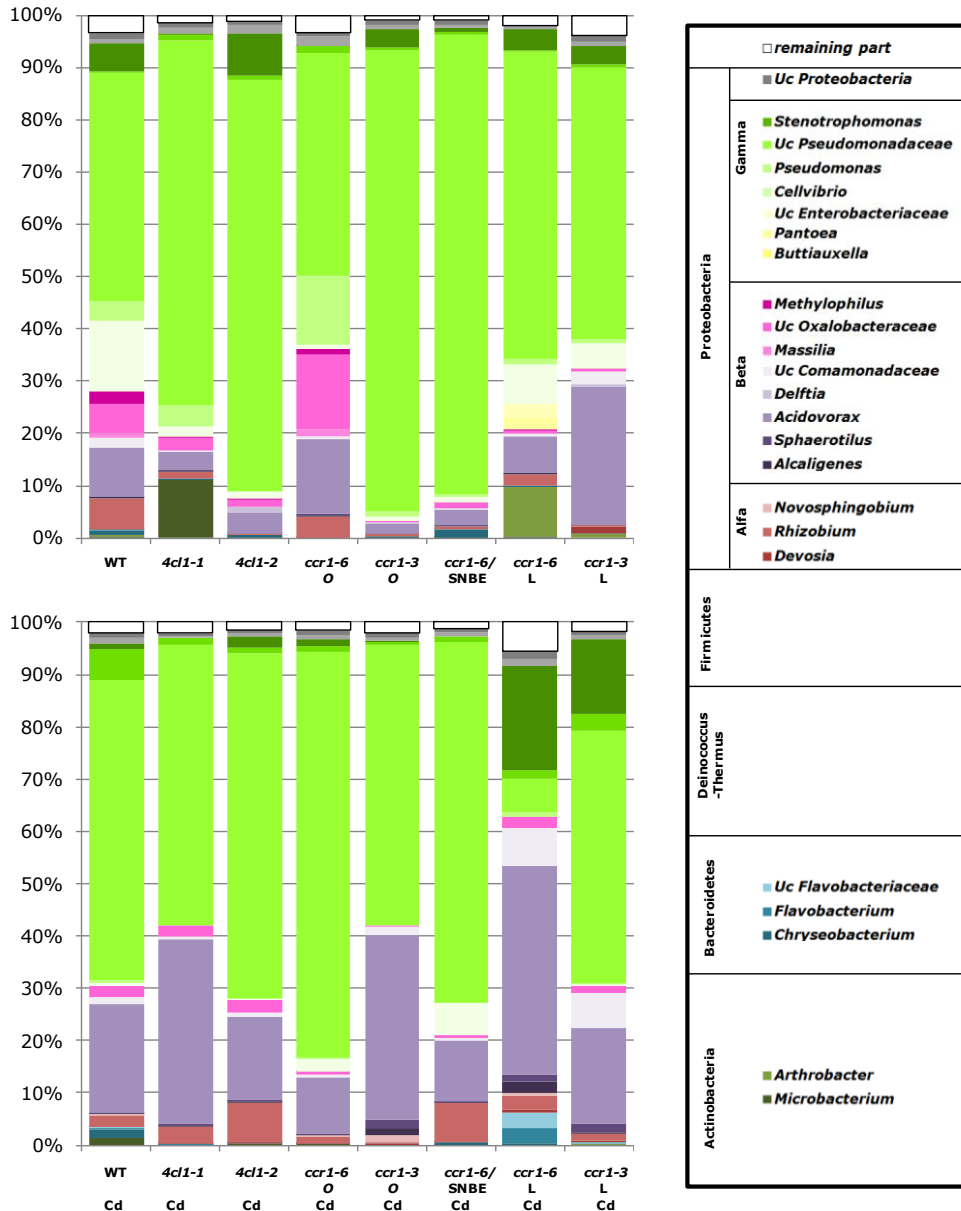 100%
90%
80%
70%
60%
50%
40%
30%
20%
10%
0%
WT 4cl1-1 4cl1-2 ccr1-6 ccr1-3 ccr1-6/ ccr1-6 ccr1-3
O O SNBE L L
100%
90%
80%
70%
60%
50%
40%
30%
20%
10%
0%
WT 4cl1-1 4cl1-2 ccr1-6 ccr1-3 ccr1-6/ ccr1-6 ccr1-3
O O SNBE L L
Cd Cd Cd Cd Cd Cd Cd Cd
remaining part
Proteobacteria
Uc Proteobacteria
Gamma
Stenotrophomonas
Uc Pseudomonadaceae
Pseudomonas
Cellvibrio
Uc Enterobacteriaceae
Pantoea
Buttiauxella
Beta
Methylophilus
Uc Oxalobacteraceae
Massilia
Uc Comamonadaceae
Delftia
Acidovorax
Sphaerotilus
Alcaligenes
Alfa
Novosphingobium
Rhizobium
Devosia
Firmicutes
Deinococcus
-Thermus
Bacteroidetes
Uc Flavobacteriaceae
Flavobacterium
Chryseobacterium
Actinobacteria
Arthrobacter
Microbacterium